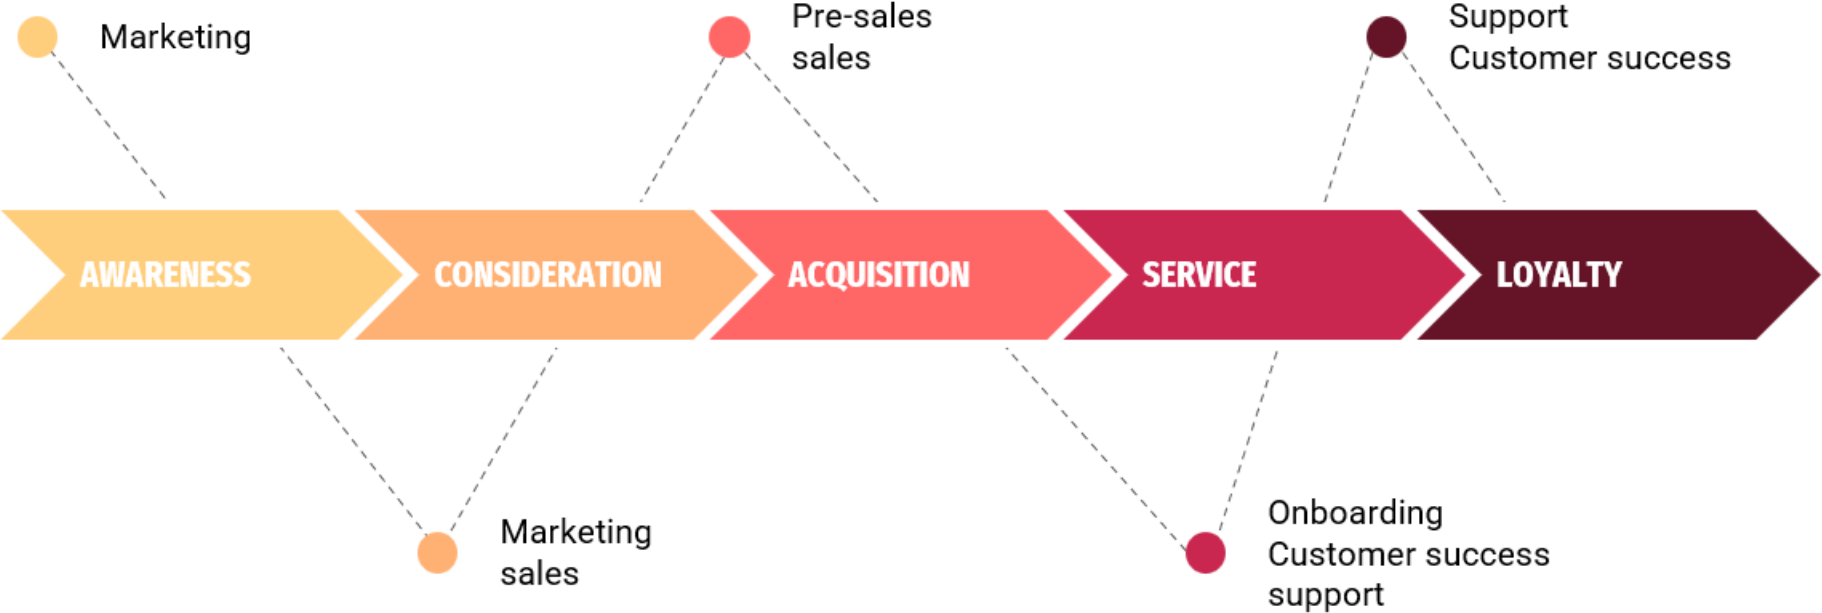 Marketing
Pre-sales
sales
Support
Customer success
AWARENESS
CONSIDERATION
ACQUISITION
SERVICE
LOYALTY
Marketing
sales
Onboarding
Customer success
support